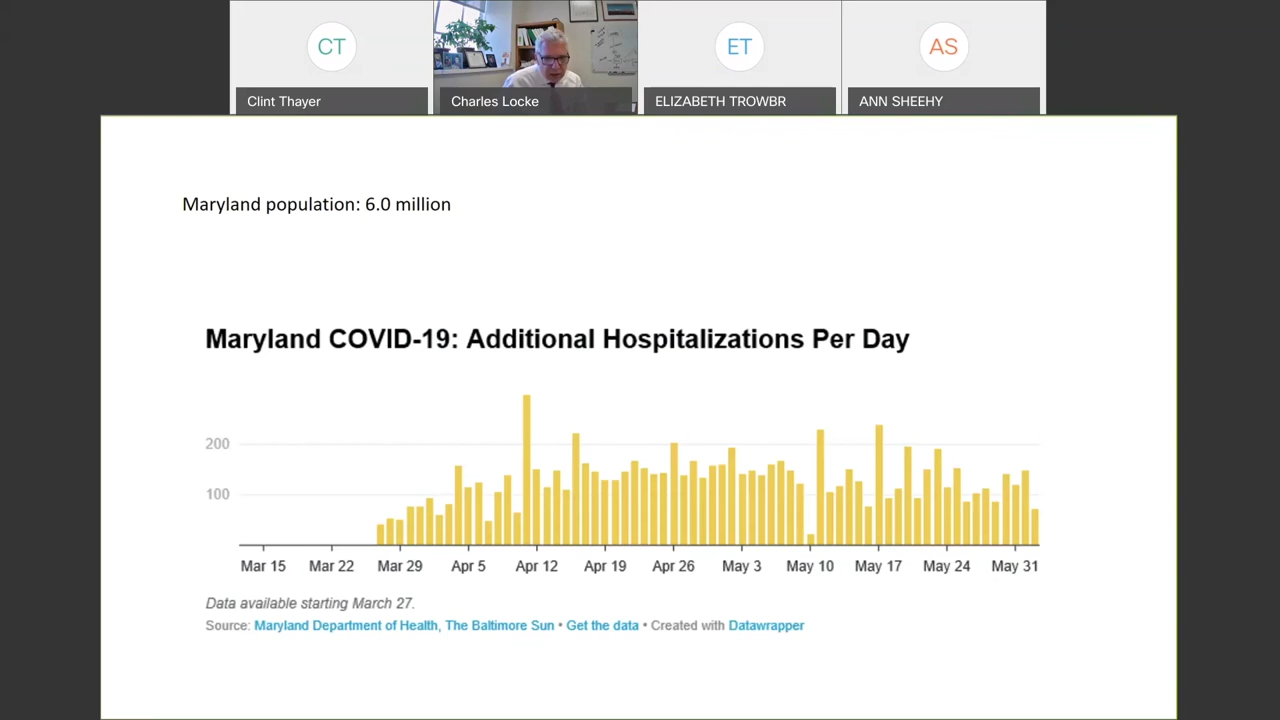 CT
ET
AS
Clint Thayer
Charles Locke
ELIZABETH TROWBR
ANN SHEEHY
Maryland population: 6.0 million
Maryland COVID-19: Additional Hospitalizations Per Day
200
100
Mar 15 Mar 22 Mar 29 Apr 5 Apr 12 Apr 19 Apr 26 May 3 May 10 May 17 May 24 May 31
Data available starting March 27.
Source: Maryland Department of Health, The Baltimore Sun • Get the data • Created with Datawrapper